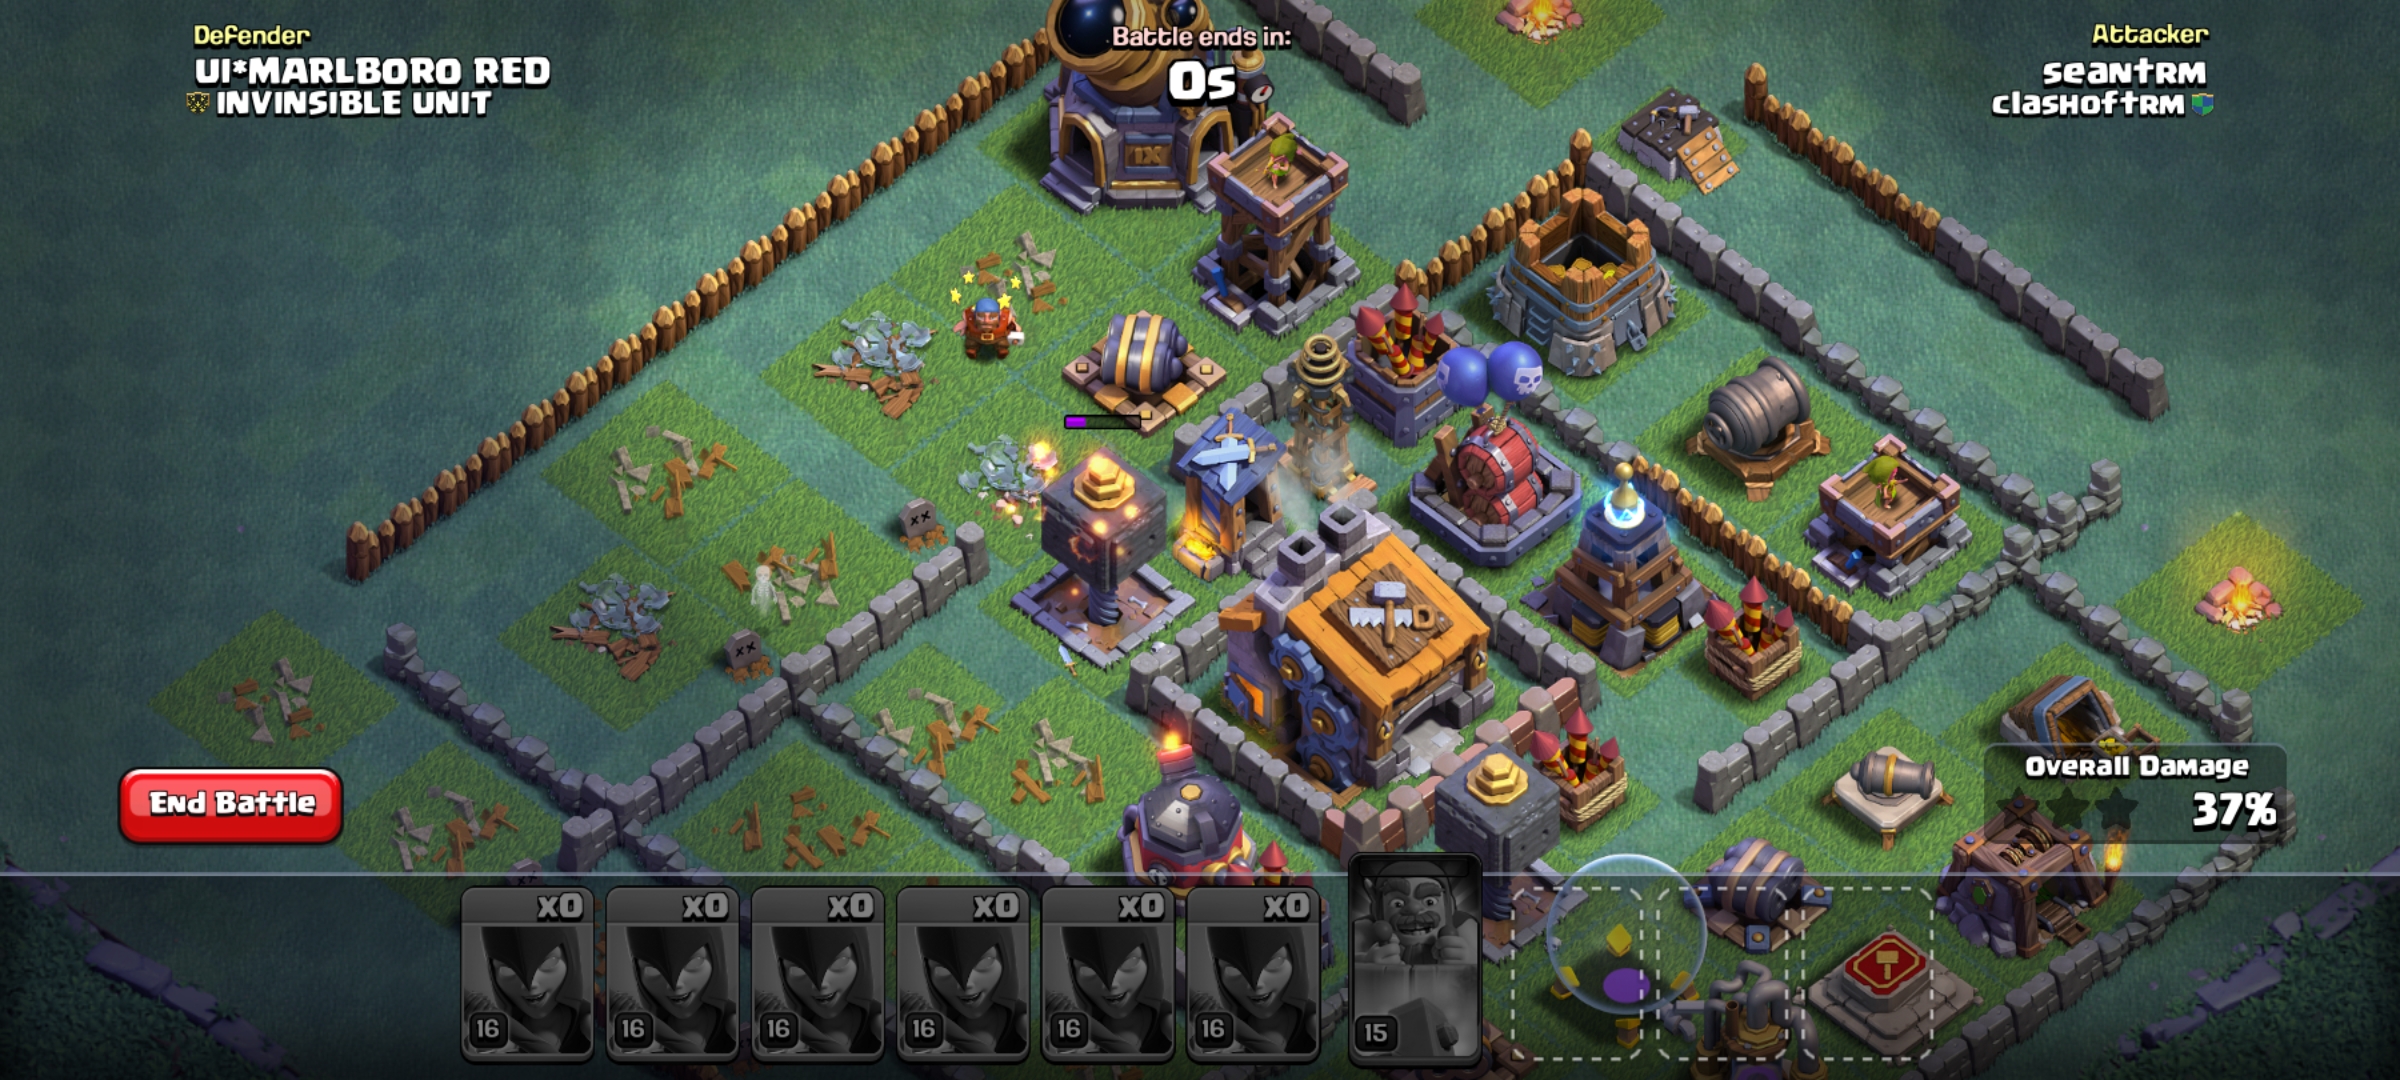 Defender
UI*MARLBORO RED
INVINSIBLE UNIT
Battle ends in:
0s
Attacker
seantRM
clashoftRM
IX
End Battle
Overall Damage
37%
x0
x0
x0
x0
x0
x0
16
16
16
16
16
16
15